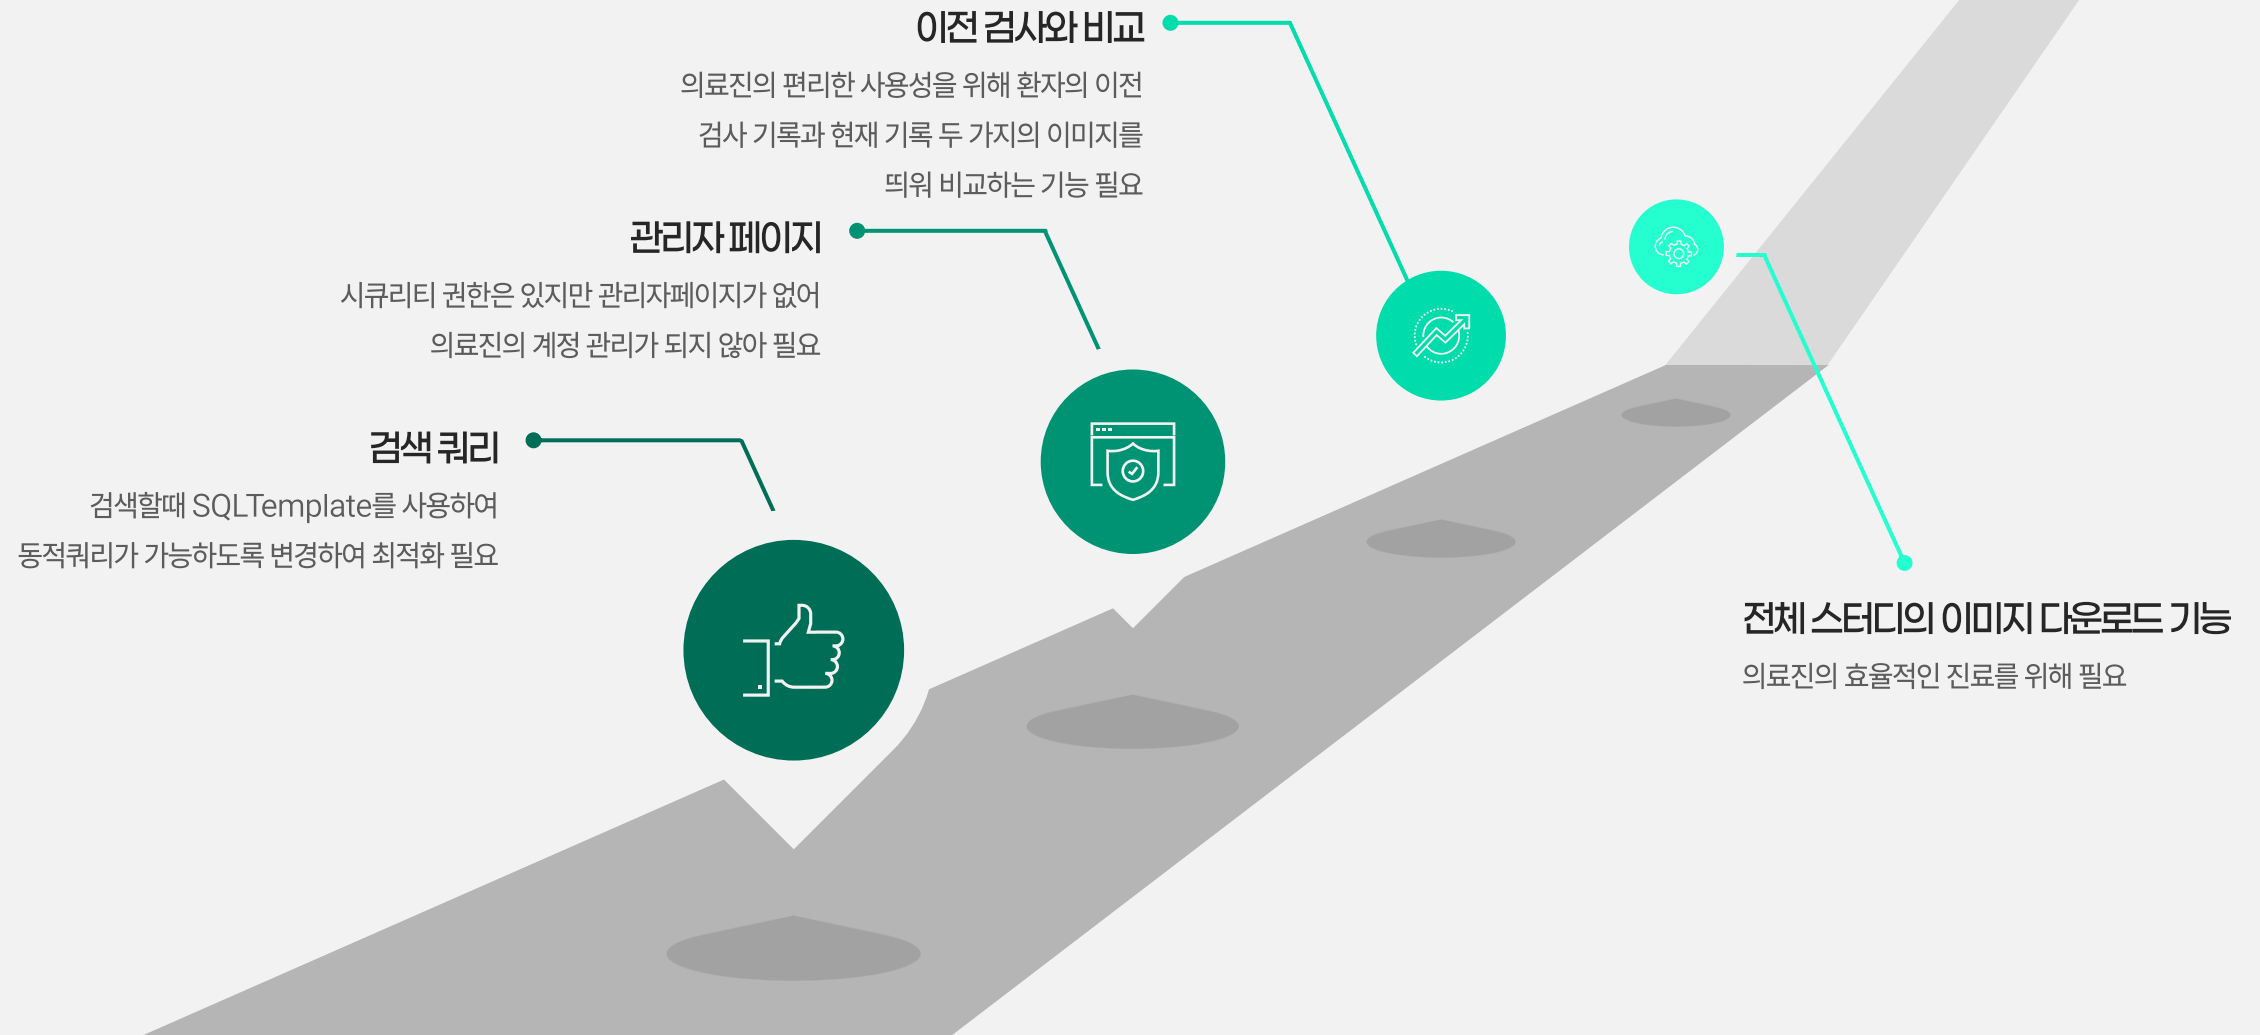 이전 검사와 비교
의료진의 편리한 사용성을 위해 환자의 이전
검사 기록과 현재 기록 두 가지의 이미지를
띄워 비교하는 기능 필요
관리자 페이지
시큐리티 권한은 있지만 관리자페이지가 없어
의료진의 계정 관리가 되지 않아 필요
검색 쿼리
검색할때 SQLTemplate를 사용하여
동적쿼리가 가능하도록 변경하여 최적화 필요
전체 스터디의 이미지 다운로드 기능
의료진의 효율적인 진료를 위해 필요